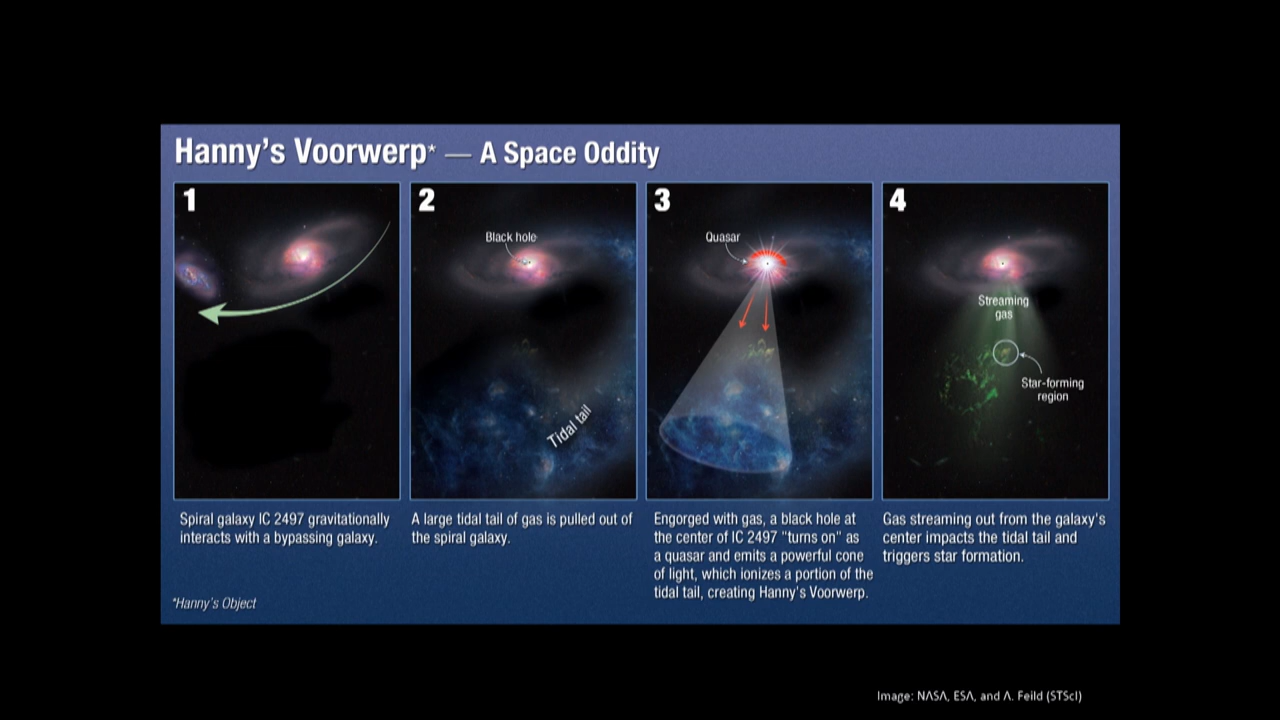 Hanny's Voorwerp* — A Space Oddity
1
2
3
4
Black hole
Tidal tail
Quasar
Streaming
gas
Star-forming
region
Spiral galaxy IC 2497 gravitationally
interacts with a bypassing galaxy.
A large tidal tail of gas is pulled out of
the spiral galaxy.
Engorged with gas, a black hole at
the center of IC 2497 "turns on" as
a quasar and emits a powerful cone
of light, which ionizes a portion of the
tidal tail, creating Hanny's Voorwerp.
Gas streaming out from the galaxy's
center impacts the tidal tail and
triggers star formation.
*Hanny's Object
Image: NASA, ESA, and A. Feild (STScI)